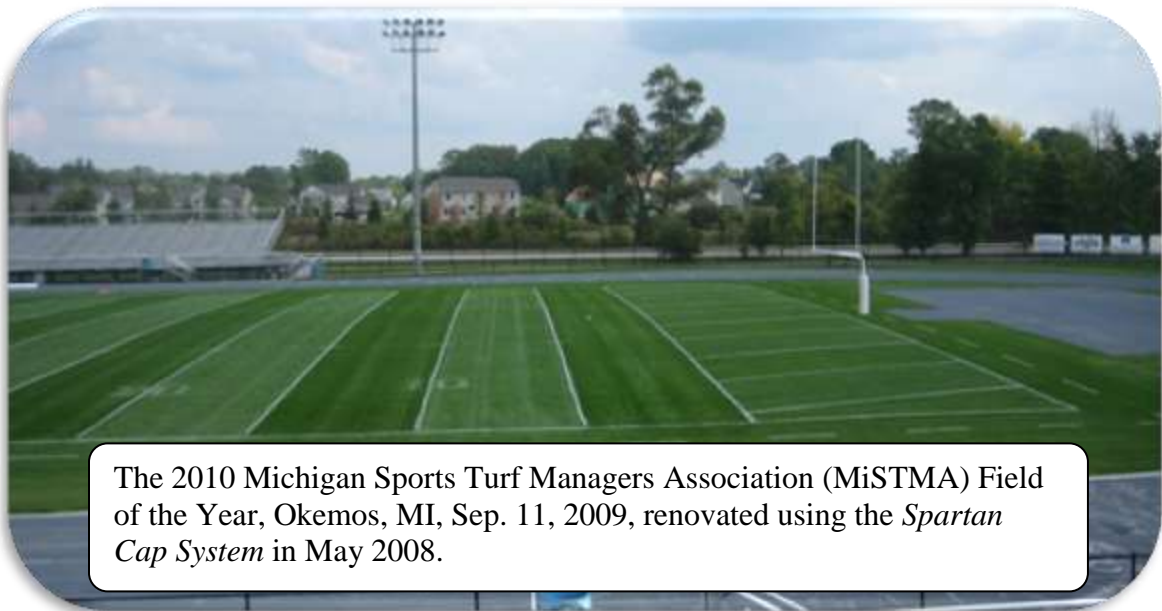 The 2010 Michigan Sports Turf Managers Association (MiSTMA) Field
of the Year, Okemos, MI, Sep. 11, 2009, renovated using the Spartan
Cap System in May 2008.